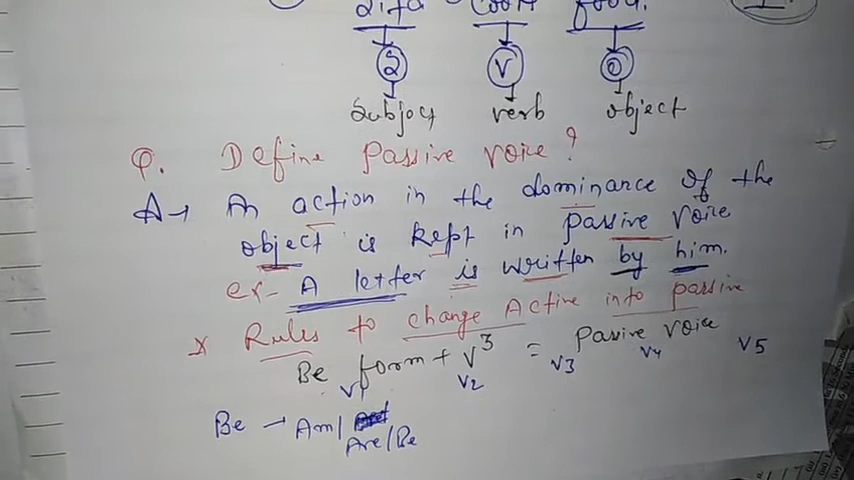 S V O
Subject verb object
Q. Define Passive voice?
A→ An action in the dominance of the
object is kept in passive voice
ex- A letter is written by him.
x Rules to change Active into passive
Be form + V3 = Passive voice
V1 V2 V3 V4 V5
Be → Am/
Are/Be